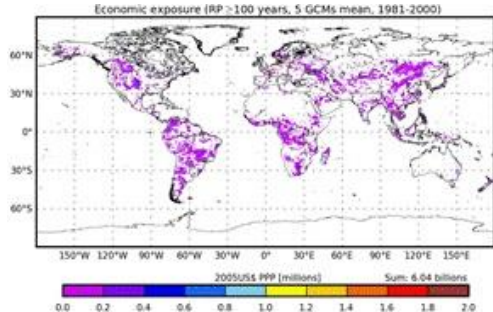 Economic exposure (RP ≥100 years, 5 GCMs mean, 1981-2000)
60°N
30°N
0°
30°S
60°S
150°W 120°W 90°W 60°W 30°W 0° 30°E 60°E 90°E 120°E 150°E
2005US$ PPP [millions] Sum: 6.04 billions
0.0 0.2 0.4 0.6 0.8 1.0 1.2 1.4 1.6 1.8 2.0